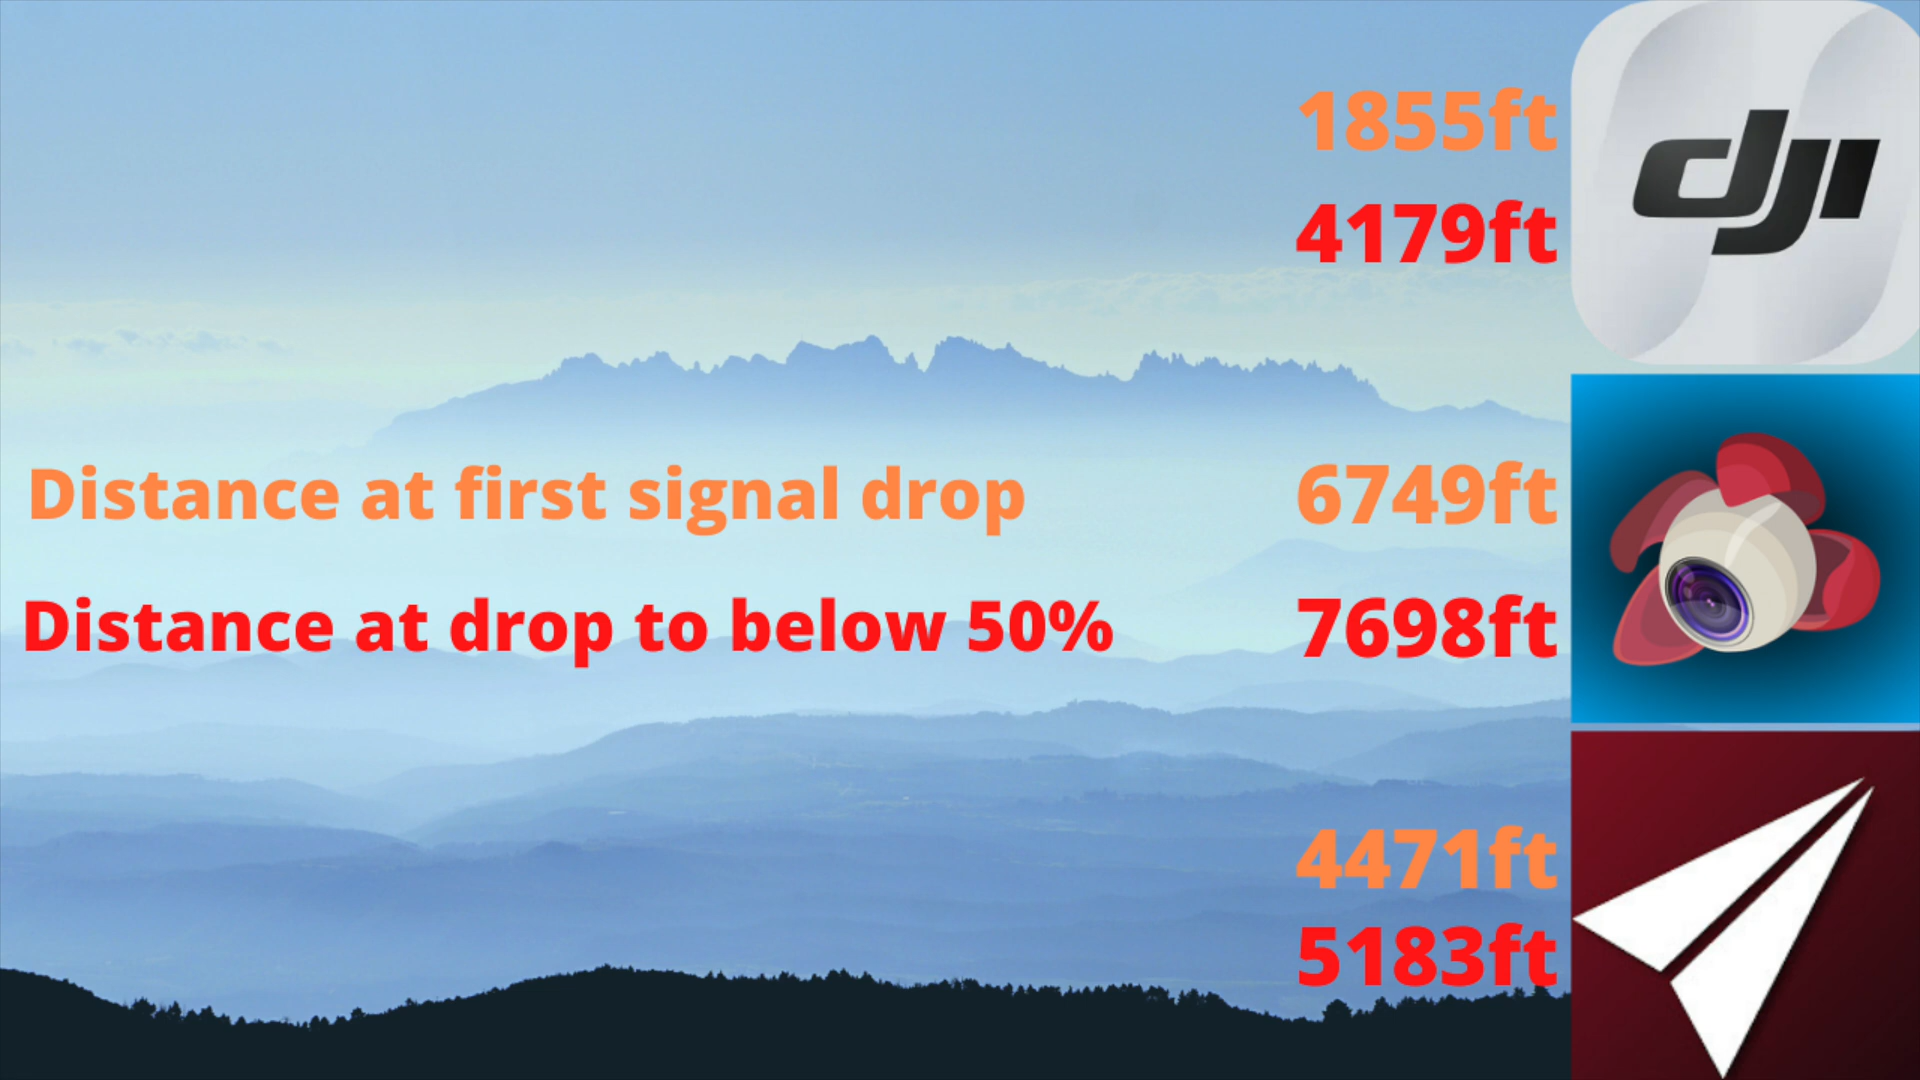 1855ft
4179ft
dji
Distance at first signal drop 6749ft
Distance at drop to below 50% 7698ft
4471ft
5183ft